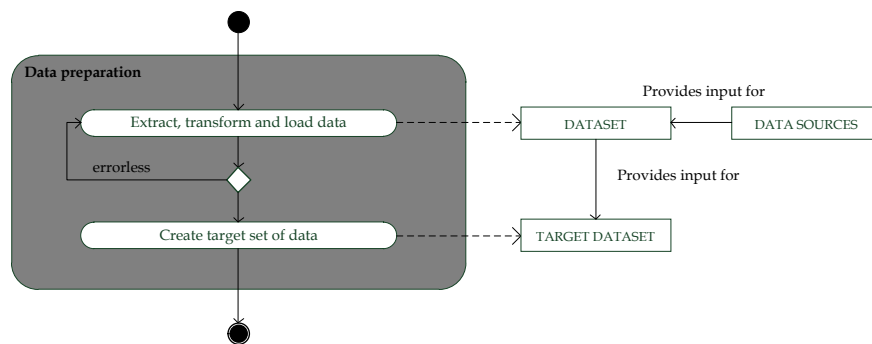 Data preparation
Provides input for
Extract, transform and load data
DATASET
DATA SOURCES
errorless
Provides input for
Create target set of data
TARGET DATASET